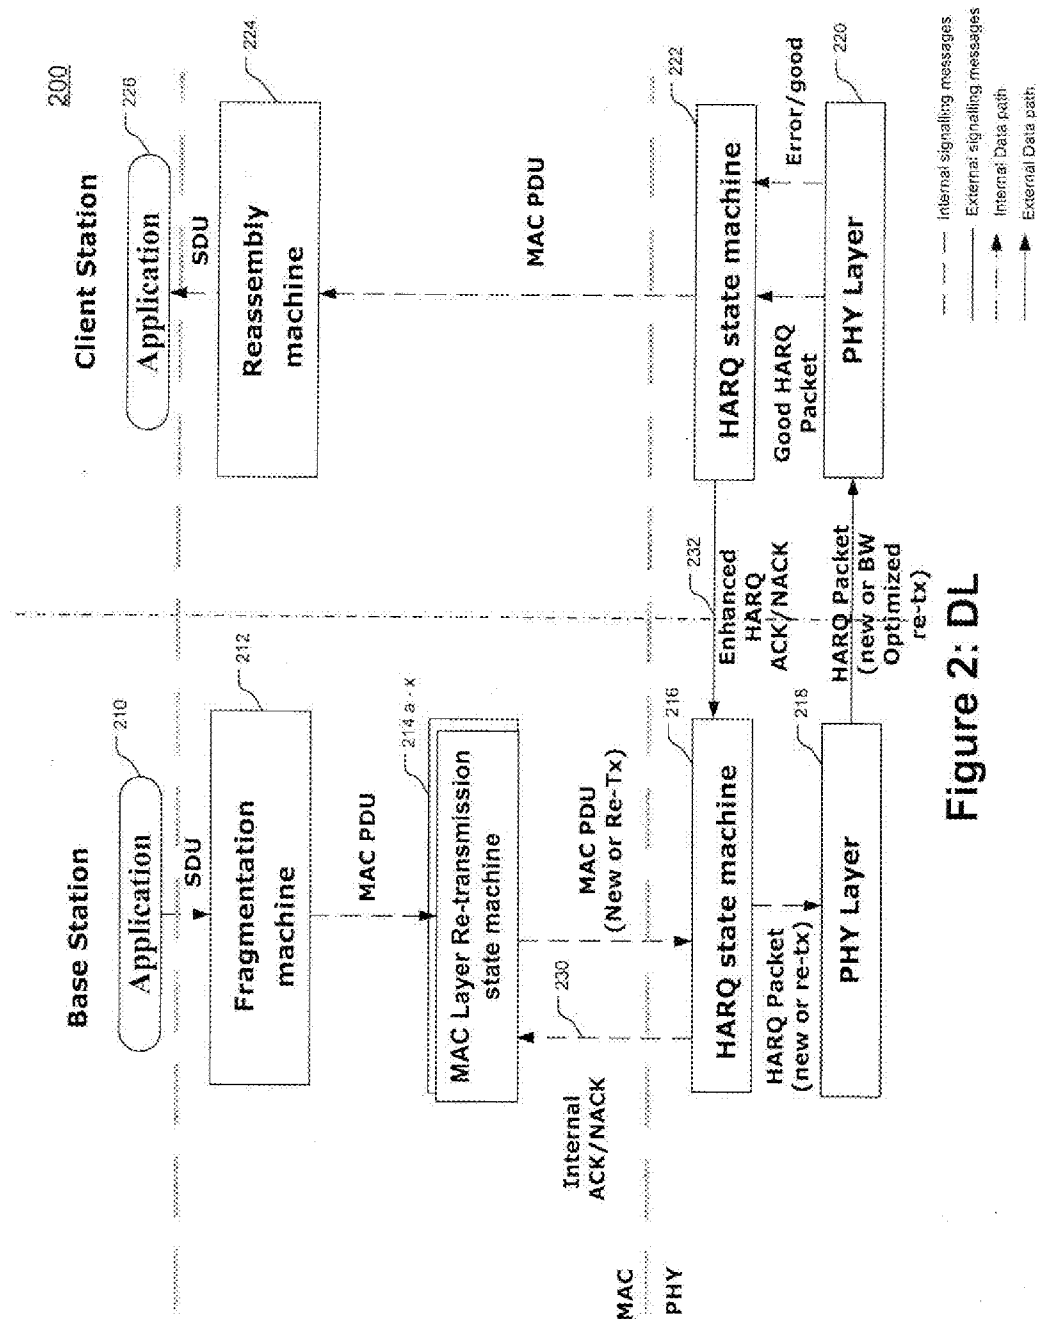 200
Base Station
Client Station
210
Application
226
Application
SDU
SDU
212
Fragmentation
machine
224
Reassembly
machine
MAC PDU
214 a - x
MAC Layer Re-transmission
state machine
MAC PDU
Internal
ACK/NACK
230
MAC PDU
(New or Re-Tx)
MAC
PHY
216
HARQ state machine
232
Enhanced
HARQ
ACK/NACK
222
HARQ state machine
HARQ Packet
(new or re-tx)
218
PHY Layer
HARQ Packet
(new or BW
Optimized
re-tx)
Good HARQ
Packet
Error/good
220
PHY Layer
Internal signalling messages
External signalling messages
Internal Data path
External Data path
Figure 2: DL